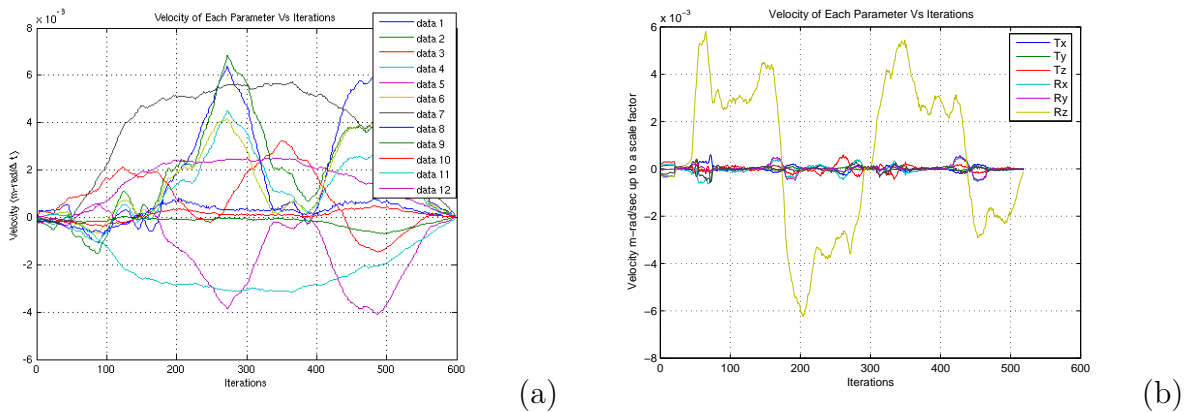 x 10⁻³
Velocity of Each Parameter Vs Iterations
8
6
4
2
0
-2
-4
-6
Velocity (m-rad/Δ t)
0 100 200 300 400 500 600
Iterations
data 1
data 2
data 3
data 4
data 5
data 6
data 7
data 8
data 9
data 10
data 11
data 12
(a)
x 10⁻³
Velocity of Each Parameter Vs Iterations
6
4
2
0
−2
−4
−6
−8
Velocity m−rad/sec up to a scale factor
0 100 200 300 400 500 600
Iterations
Tx
Ty
Tz
Rx
Ry
Rz
(b)